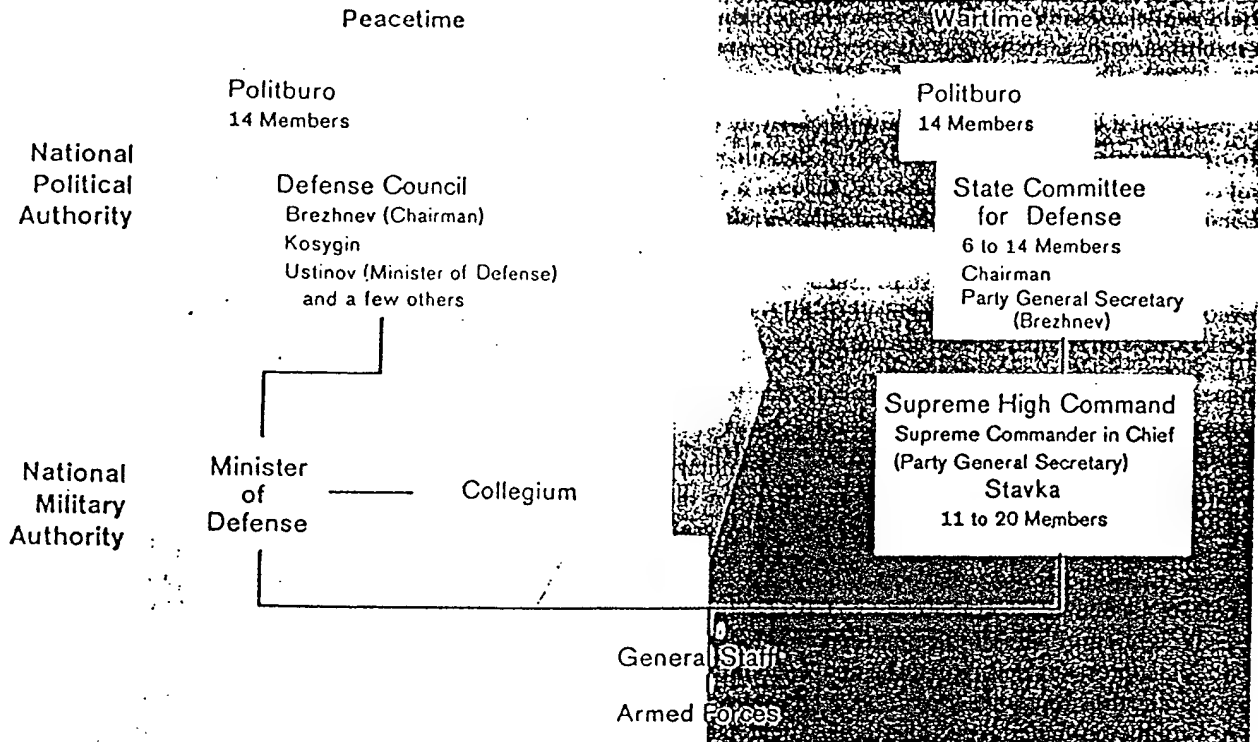 Peacetime
Wartime
Politburo
14 Members
Politburo
14 Members
National
Political
Authority
Defense Council
Brezhnev (Chairman)
Kosygin
Ustinov (Minister of Defense)
and a few others
State Committee
for Defense
6 to 14 Members
Chairman
Party General Secretary
(Brezhnev)
National
Military
Authority
Minister
of
Defense
Collegium
Supreme High Command
Supreme Commander in Chief
(Party General Secretary)
Stavka
11 to 20 Members
General Staff
Armed Forces